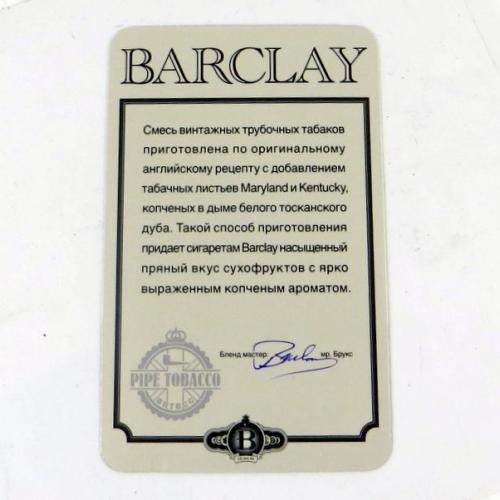 BARCLAY
Смесь винтажных трубочных табаков
приготовлена по оригинальному
английскому рецепту с добавлением
табачных листьев Maryland и Kentucky,
копченых в дыме белого тосканского
дуба. Такой способ приготовления
придает сигаретам Barclay насыщенный
пряный вкус сухофруктов с ярко
выраженным копченым ароматом.
Бленд мастер: мр. Брукс
PIPE TOBACCO
B